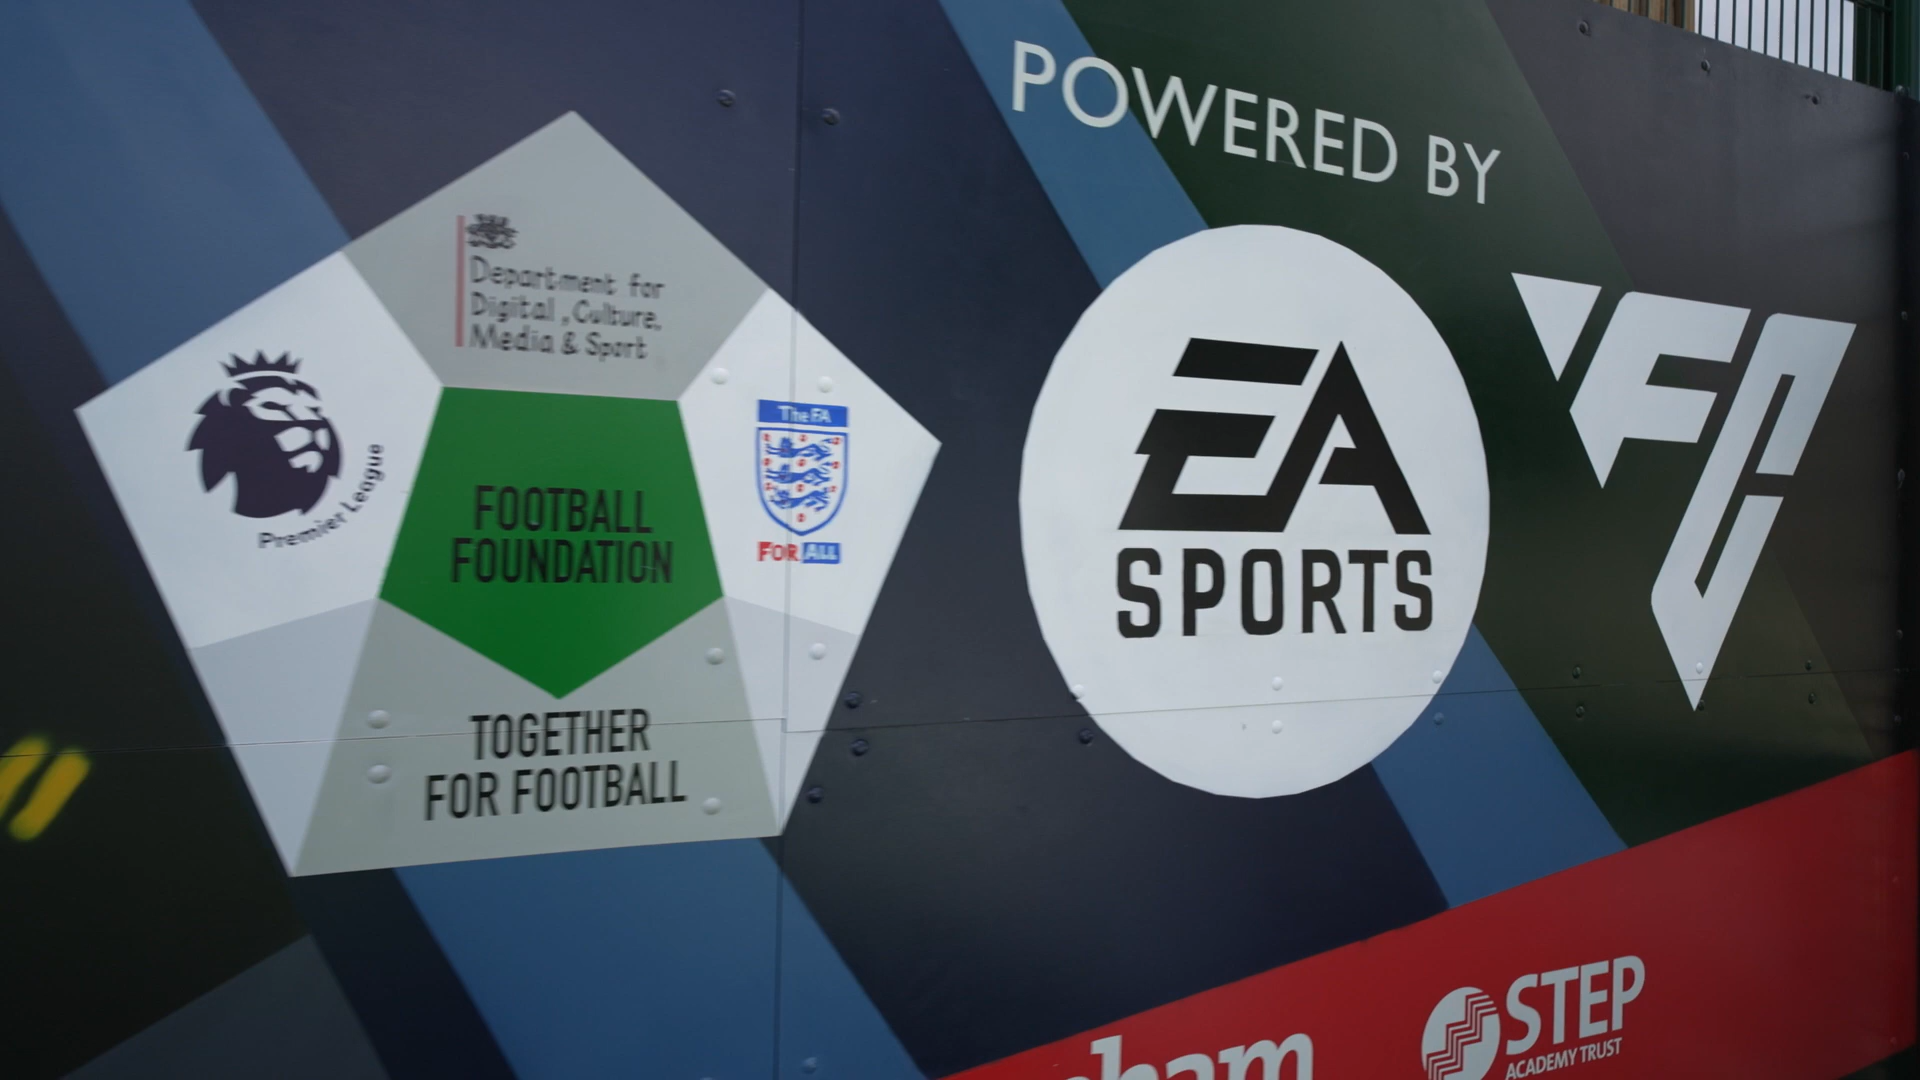 POWERED BY
Department for
Digital, Culture,
Media & Sport
Premier League
The FA
FOR ALL
FOOTBALL
FOUNDATION
TOGETHER
FOR FOOTBALL
EA
SPORTS
FC
STEP
ACADEMY TRUST